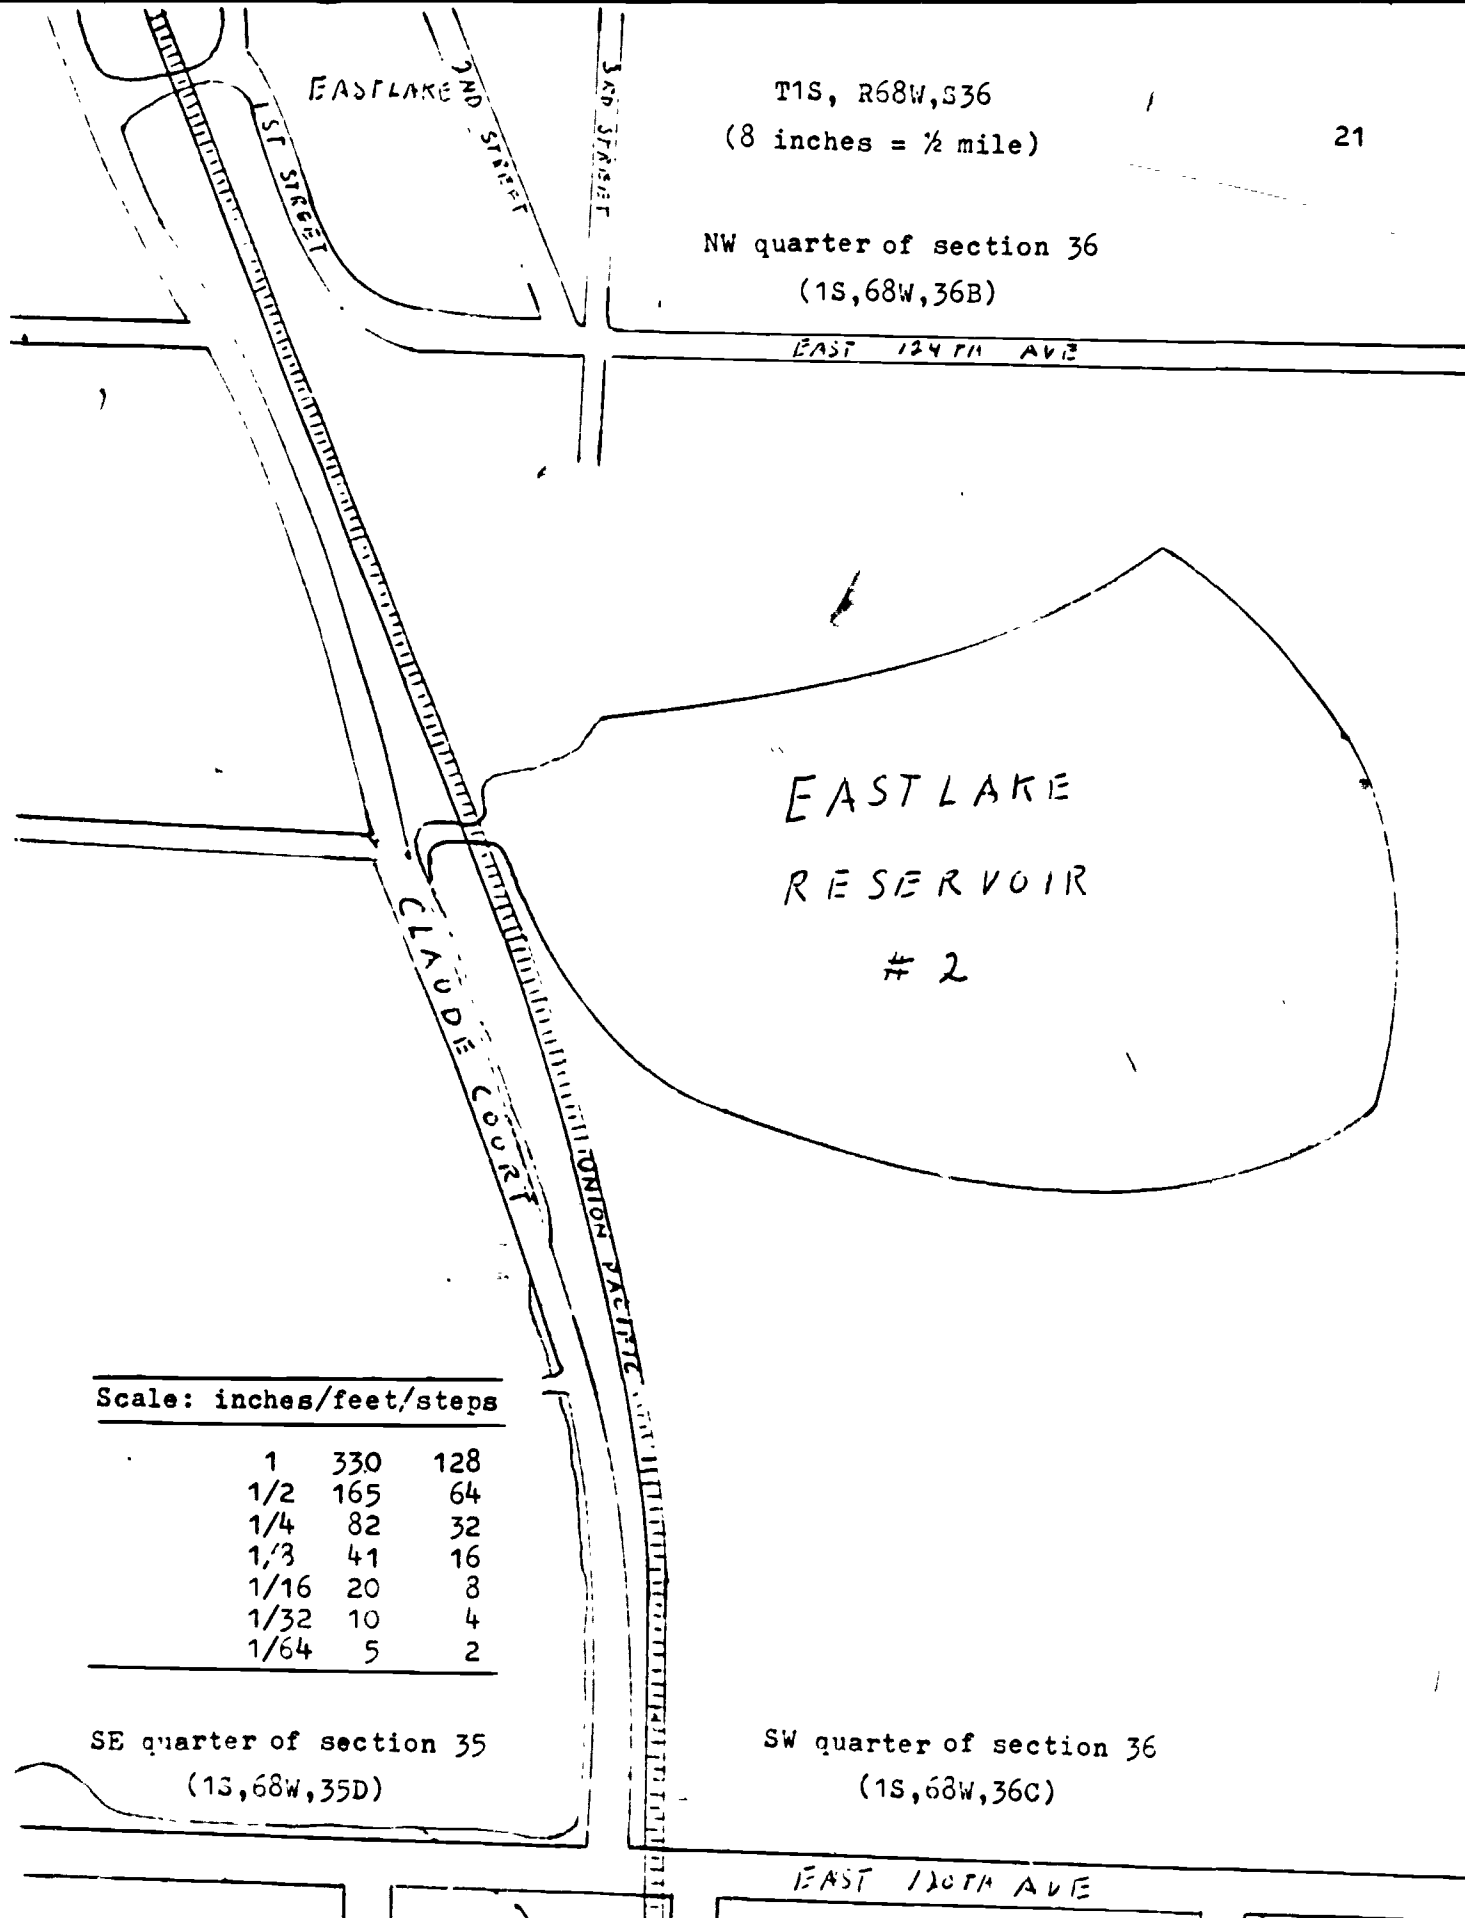 EASTLAKE
1ST STREET
2ND STREET
3RD STREET
T1S, R68W,S36
(8 inches = ½ mile)
21
NW quarter of section 36
(1S,68W,36B)
EAST 124TH AVE
EASTLAKE
RESERVOIR
# 2
CLAUDE COURT
UNION PACIFIC
Scale: inches/feet/steps
1 330 128
1/2 165 64
1/4 82 32
1/8 41 16
1/16 20 8
1/32 10 4
1/64 5 2
SE quarter of section 35
(1S,68W,35D)
SW quarter of section 36
(1S,68W,36C)
EAST 120TH AVE